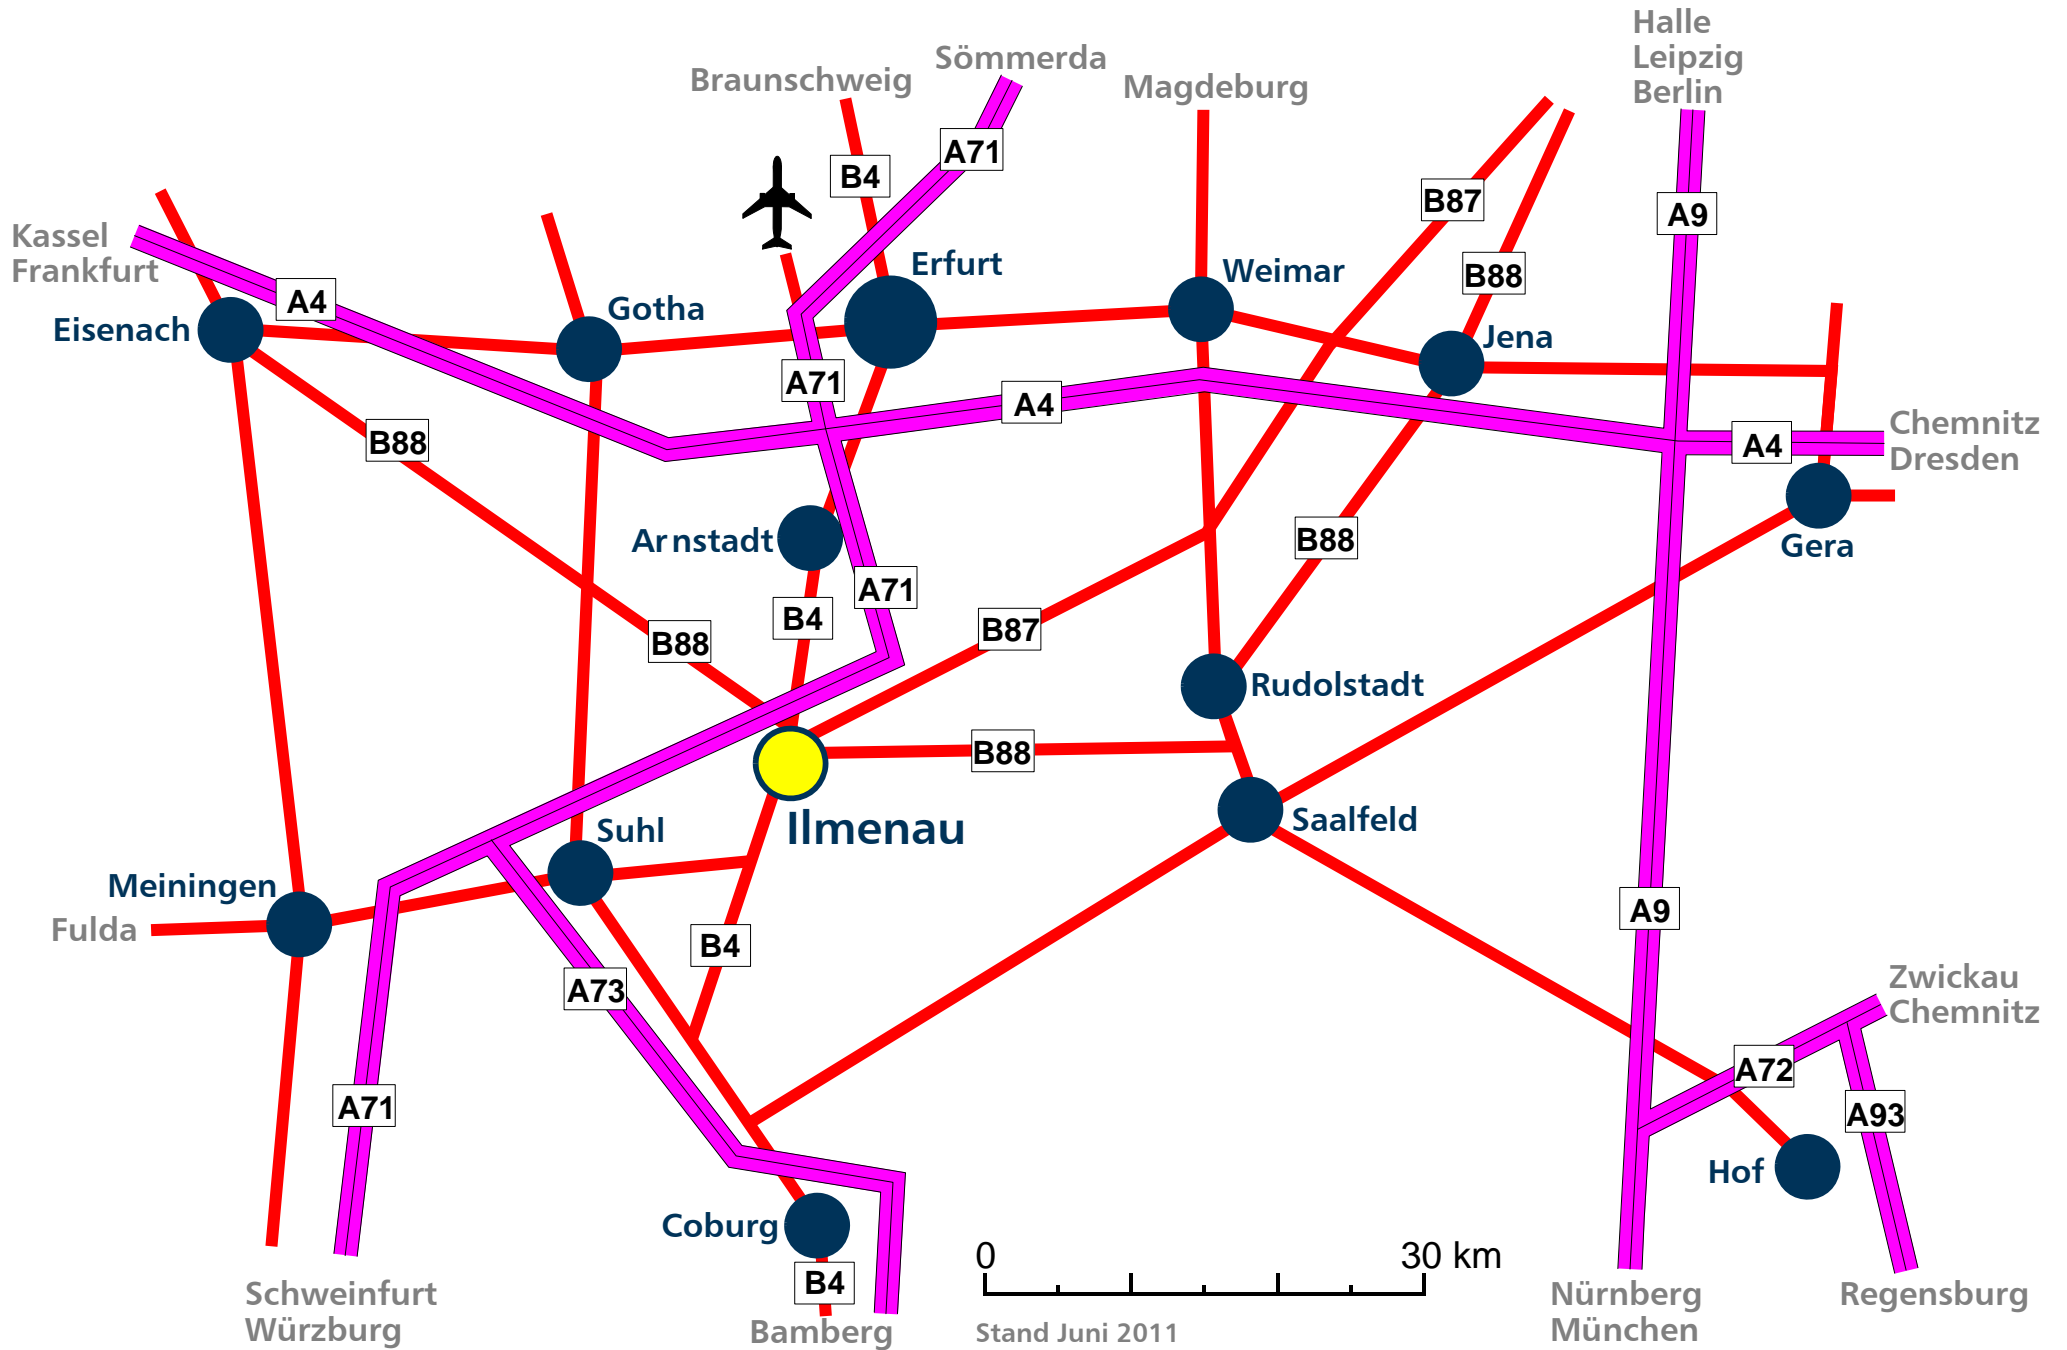 Halle
Leipzig
Berlin
Sömmerda
Braunschweig
Magdeburg
A71
B4
B87
A9
Kassel
Frankfurt
Erfurt
Weimar
B88
A4
Gotha
Eisenach
Jena
A71
A4
Chemnitz
Dresden
A4
B88
Arnstadt
B88
Gera
A71
B4
B87
B88
Rudolstadt
B88
Ilmenau
Suhl
Saalfeld
Meiningen
Fulda
A9
B4
A73
Zwickau
Chemnitz
A72
A71
A93
Hof
Coburg
0
30 km
B4
Schweinfurt
Würzburg
Bamberg
Stand Juni 2011
Nürnberg
München
Regensburg